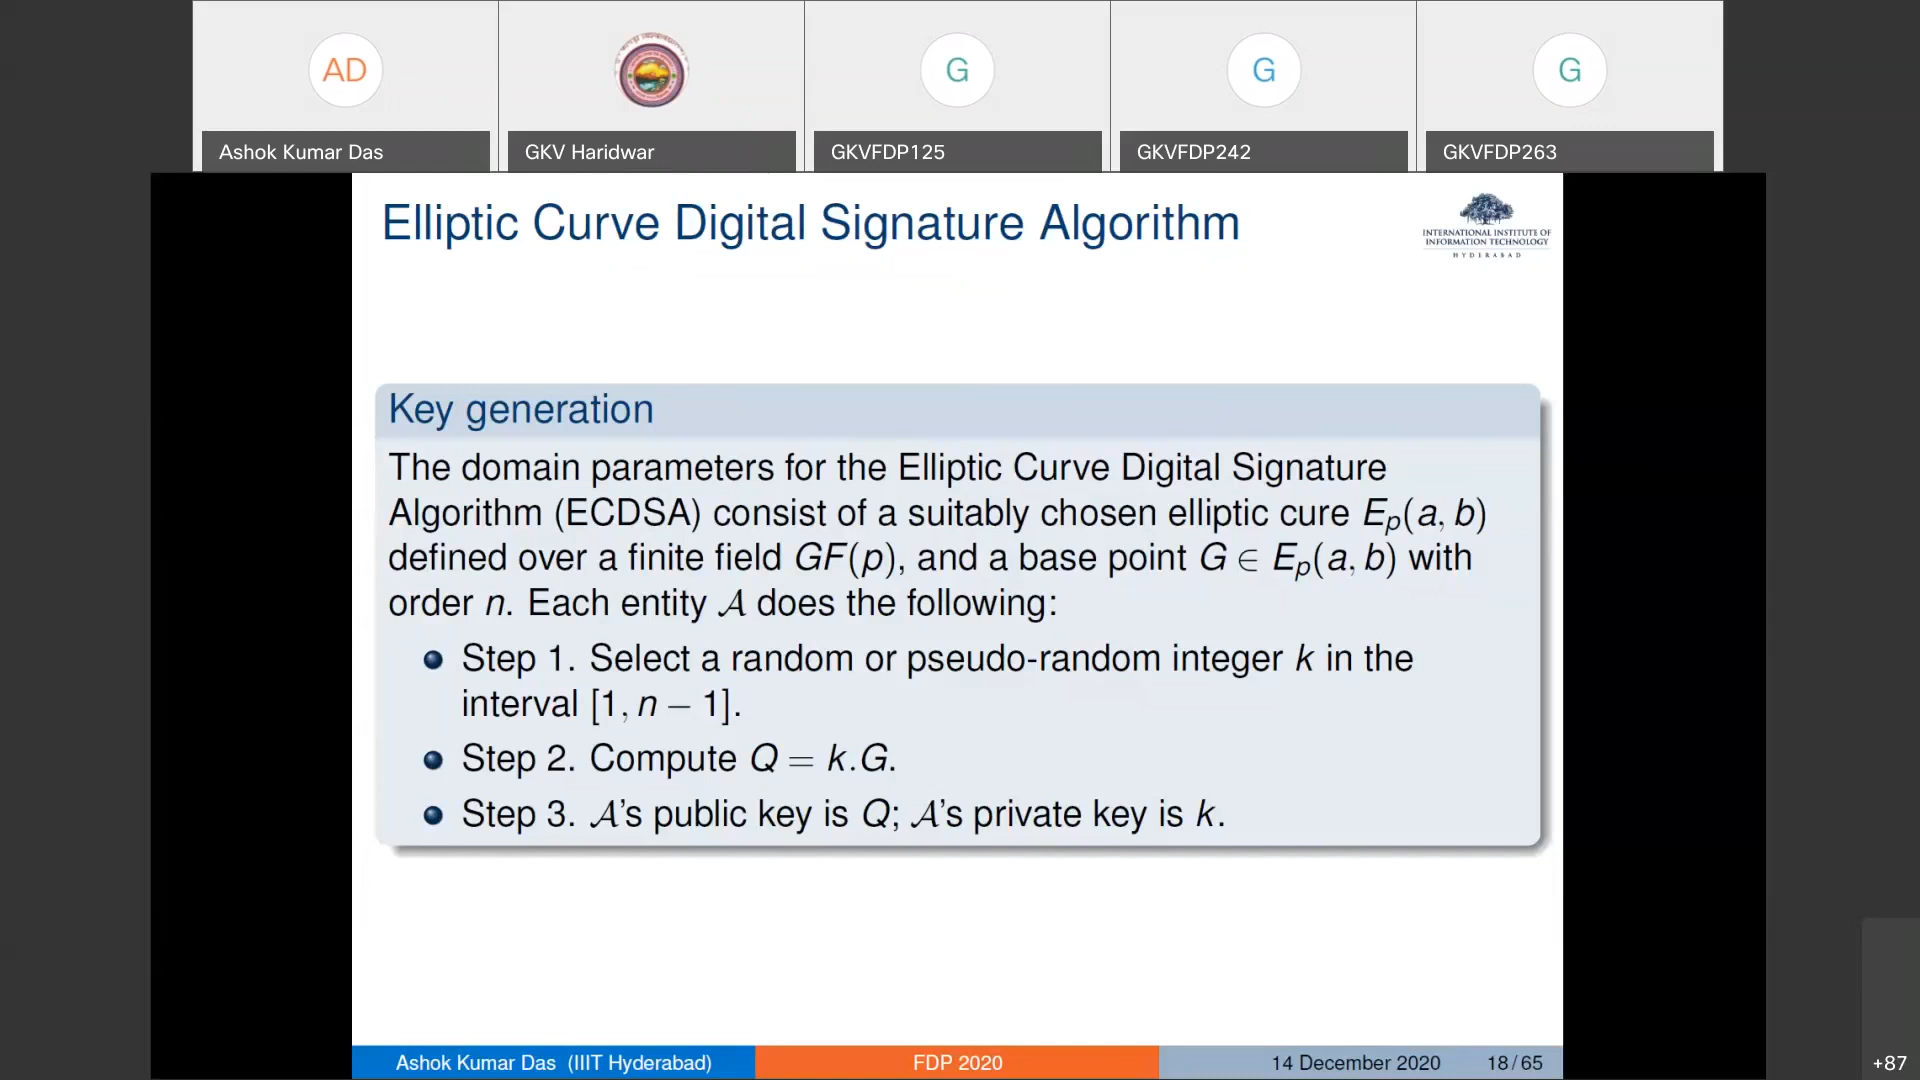 AD
G
G
G
Ashok Kumar Das
GKV Haridwar
GKVFDP125
GKVFDP242
GKVFDP263
Elliptic Curve Digital Signature Algorithm
INTERNATIONAL INSTITUTE OF
INFORMATION TECHNOLOGY
HYDERABAD
Key generation
The domain parameters for the Elliptic Curve Digital Signature
Algorithm (ECDSA) consist of a suitably chosen elliptic cure Eₚ(a, b)
defined over a finite field GF(p), and a base point G ∈ Eₚ(a, b) with
order n. Each entity 𝒜 does the following:
Step 1. Select a random or pseudo-random integer k in the
interval [1, n − 1].
Step 2. Compute Q = k.G.
Step 3. 𝒜's public key is Q; 𝒜's private key is k.
Ashok Kumar Das (IIIT Hyderabad)
FDP 2020
14 December 2020
18/65
+87